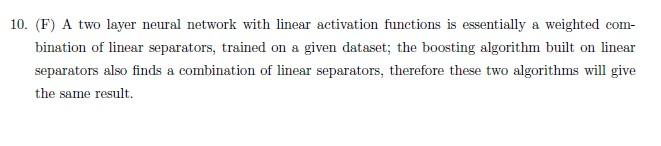 10. (F) A two layer neural network with linear activation functions is essentially a weighted com-
bination of linear separators, trained on a given dataset; the boosting algorithm built on linear
separators also finds a combination of linear separators, therefore these two algorithms will give
the same result.